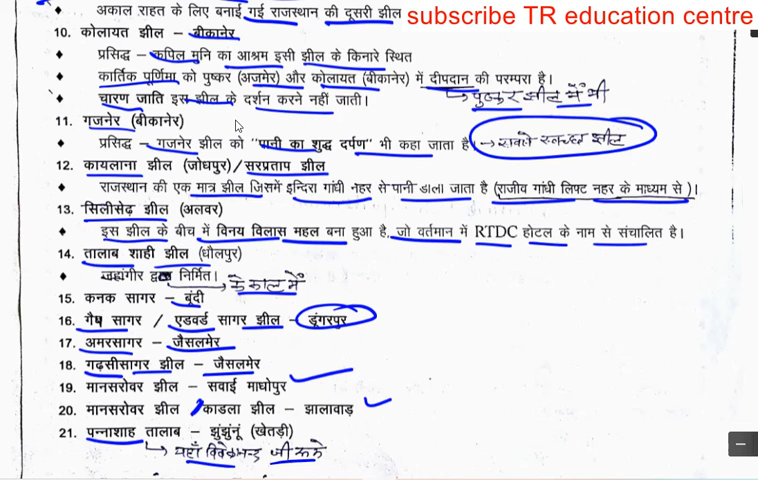 अकाल राहत के लिए बनाई गई राजस्थान की दूसरी झील
subscribe TR education centre
10. कोलायत झील – बीकानेर
♦ प्रसिद्ध – कपिल मुनि का आश्रम इसी झील के किनारे स्थित
♦ कार्तिक पूर्णिमा को पुष्कर (अजमेर) और कोलायत (बीकानेर) में दीपदान की परम्परा है।
पुष्कर झील में भी
♦ चारण जाति इस झील के दर्शन करने नहीं जाती।
11. गजनेर (बीकानेर)
♦ प्रसिद्ध – गजनेर झील को "पानी का शुद्ध दर्पण" भी कहा जाता है
→ सबसे स्वच्छ झील
12. कायलाना झील (जोधपुर)/सरप्रताप झील
♦ राजस्थान की एक मात्र झील जिसमें इन्दिरा गांधी नहर से पानी डाला जाता है (राजीव गांधी लिफ्ट नहर के माध्यम से)।
13. सिलीसेढ़ झील (अलवर)
♦ इस झील के बीच में विनय विलास महल बना हुआ है, जो वर्तमान में RTDC होटल के नाम से संचालित है।
14. तालाब शाही झील (धौलपुर)
♦ जहांगीर निर्मित।
के काल में
15. कनक सागर – बूंदी
16. गैप सागर / एडवर्ड सागर झील – डूंगरपुर
17. अमरसागर – जैसलमेर
18. गढ़सीसागर झील – जैसलमेर
19. मानसरोवर झील – सवाई माधोपुर
20. मानसरोवर झील / काडला झील – झालावाड़
21. पन्नाशाह तालाब – झुंझुंनूं (खेतड़ी)
यहाँ जी रुके